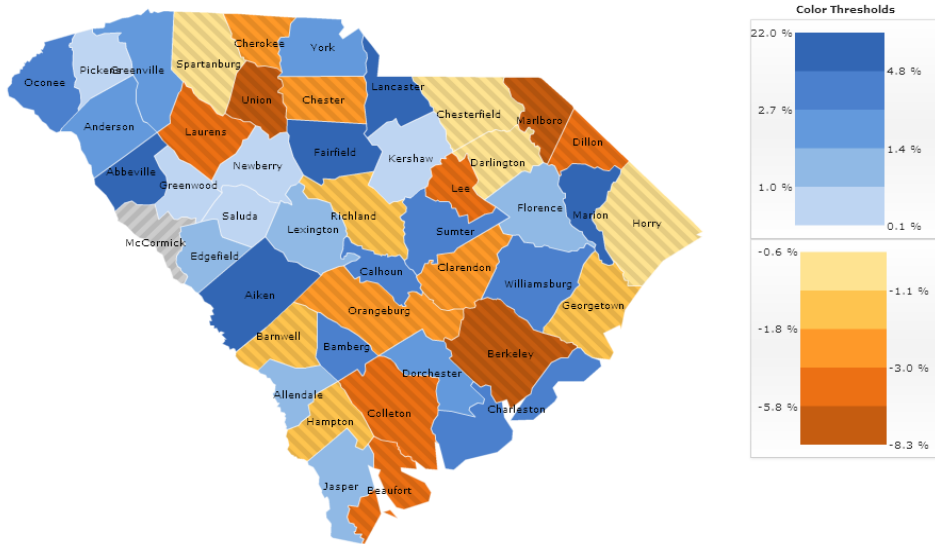 Color Thresholds
22.0 %
4.8 %
2.7 %
1.4 %
1.0 %
0.1 %
-0.6 %
-1.1 %
-1.8 %
-3.0 %
-5.8 %
-8.3 %
Cherokee
York
Spartanburg
Pickens
Greenville
Oconee
Lancaster
Union
Chester
Chesterfield
Marlboro
Anderson
Laurens
Dillon
Fairfield
Kershaw
Darlington
Newberry
Abbeville
Greenwood
Lee
Florence
Marion
Saluda
Richland
Horry
Lexington
Sumter
McCormick
Edgefield
Clarendon
Calhoun
Williamsburg
Aiken
Georgetown
Orangeburg
Barnwell
Bamberg
Berkeley
Dorchester
Allendale
Charleston
Colleton
Hampton
Jasper
Beaufort